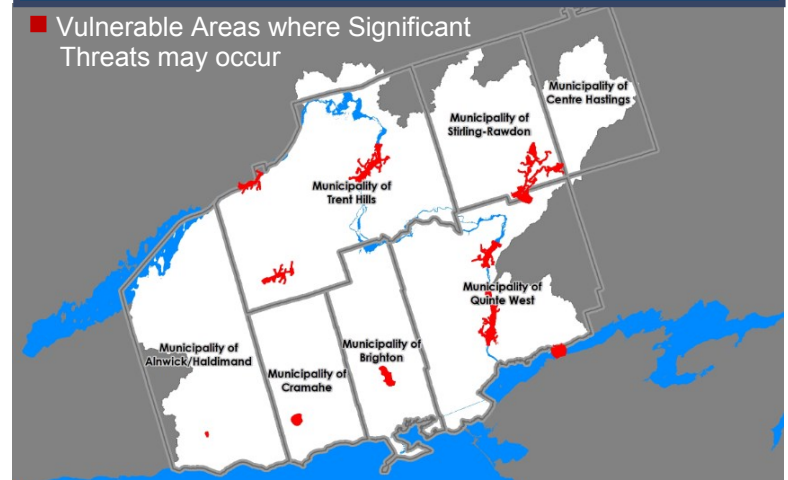 Vulnerable Areas where Significant
Threats may occur
Municipality of
Centre Hastings
Municipality of
Stirling-Rawdon
Municipality of
Trent Hills
Municipality of
Quinte West
Municipality of
Brighton
Municipality of
Alnwick/Haldimand
Municipality of
Cramahe